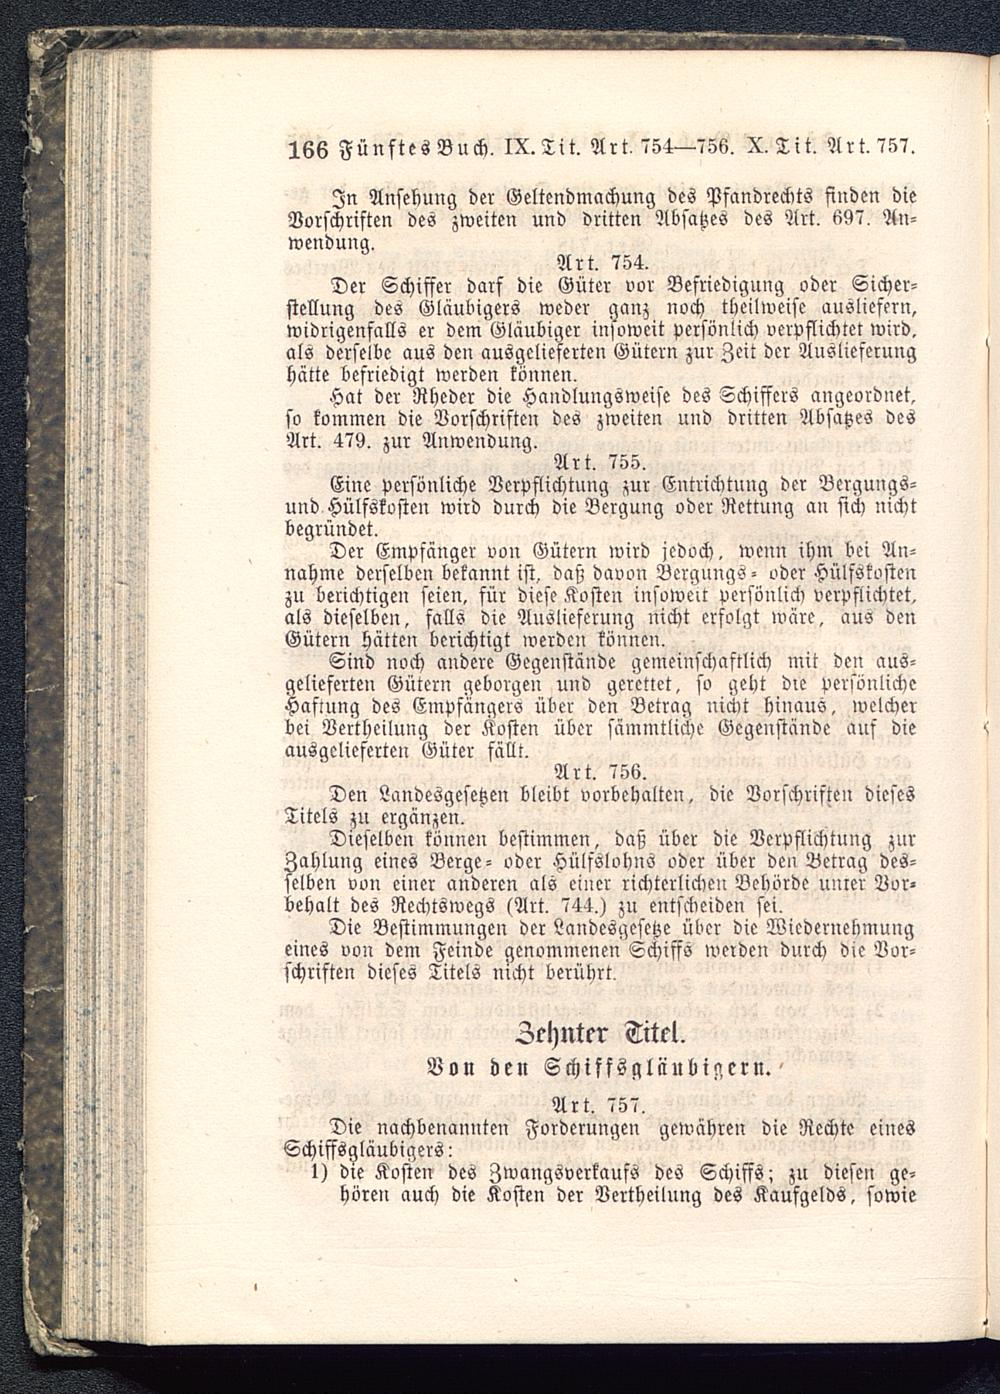 166 Fünftes Buch. IX. Tit. Art. 754—756. X. Tit. Art. 757.
In Ansehung der Geltendmachung des Pfandrechts finden die
Vorschriften des zweiten und dritten Absatzes des Art. 697. An-
wendung.
Art. 754.
Der Schiffer darf die Güter vor Befriedigung oder Sicher-
stellung des Gläubigers weder ganz noch theilweise ausliefern,
widrigenfalls er dem Gläubiger insoweit persönlich verpflichtet wird,
als derselbe aus den ausgelieferten Gütern zur Zeit der Auslieferung
hätte befriedigt werden können.
Hat der Rheder die Handlungsweise des Schiffers angeordnet,
so kommen die Vorschriften des zweiten und dritten Absatzes des
Art. 479. zur Anwendung.
Art. 755.
Eine persönliche Verpflichtung zur Entrichtung der Bergungs-
und Hülfskosten wird durch die Bergung oder Rettung an sich nicht
begründet.
Der Empfänger von Gütern wird jedoch, wenn ihm bei An-
nahme derselben bekannt ist, daß davon Bergungs- oder Hülfskosten
zu berichtigen seien, für diese Kosten insoweit persönlich verpflichtet,
als dieselben, falls die Auslieferung nicht erfolgt wäre, aus den
Gütern hätten berichtigt werden können.
Sind noch andere Gegenstände gemeinschaftlich mit den aus-
gelieferten Gütern geborgen und gerettet, so geht die persönliche
Haftung des Empfängers über den Betrag nicht hinaus, welcher
bei Vertheilung der Kosten über sämmtliche Gegenstände auf die
ausgelieferten Güter fällt.
Art. 756.
Den Landesgesetzen bleibt vorbehalten, die Vorschriften dieses
Titels zu ergänzen.
Dieselben können bestimmen, daß über die Verpflichtung zur
Zahlung eines Berge- oder Hülfslohns oder über den Betrag des-
selben von einer anderen als einer richterlichen Behörde unter Vor-
behalt des Rechtswegs (Art. 744.) zu entscheiden sei.
Die Bestimmungen der Landesgesetze über die Wiedernehmung
eines von dem Feinde genommenen Schiffs werden durch die Vor-
schriften dieses Titels nicht berührt.
Zehnter Titel.
Von den Schiffsgläubigern.
Art. 757.
Die nachbenannten Forderungen gewähren die Rechte eines
Schiffsgläubigers:
1) die Kosten des Zwangsverkaufs des Schiffs; zu diesen ge-
hören auch die Kosten der Vertheilung des Kaufgelds, sowie